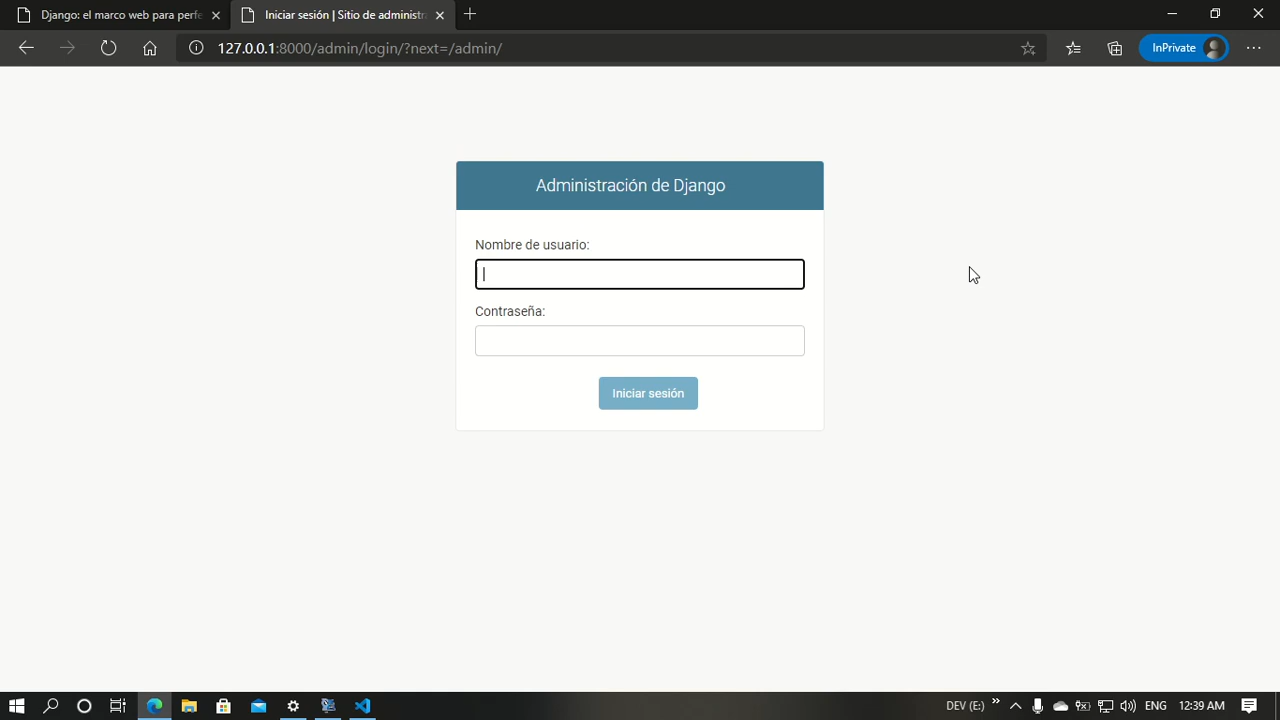 Django: el marco web para perfe
Iniciar sesión | Sitio de administra
127.0.0.1:8000/admin/login/?next=/admin/
InPrivate
Administración de Django
Nombre de usuario:
Contraseña:
Iniciar sesión
DEV (E:)
ENG
12:39 AM